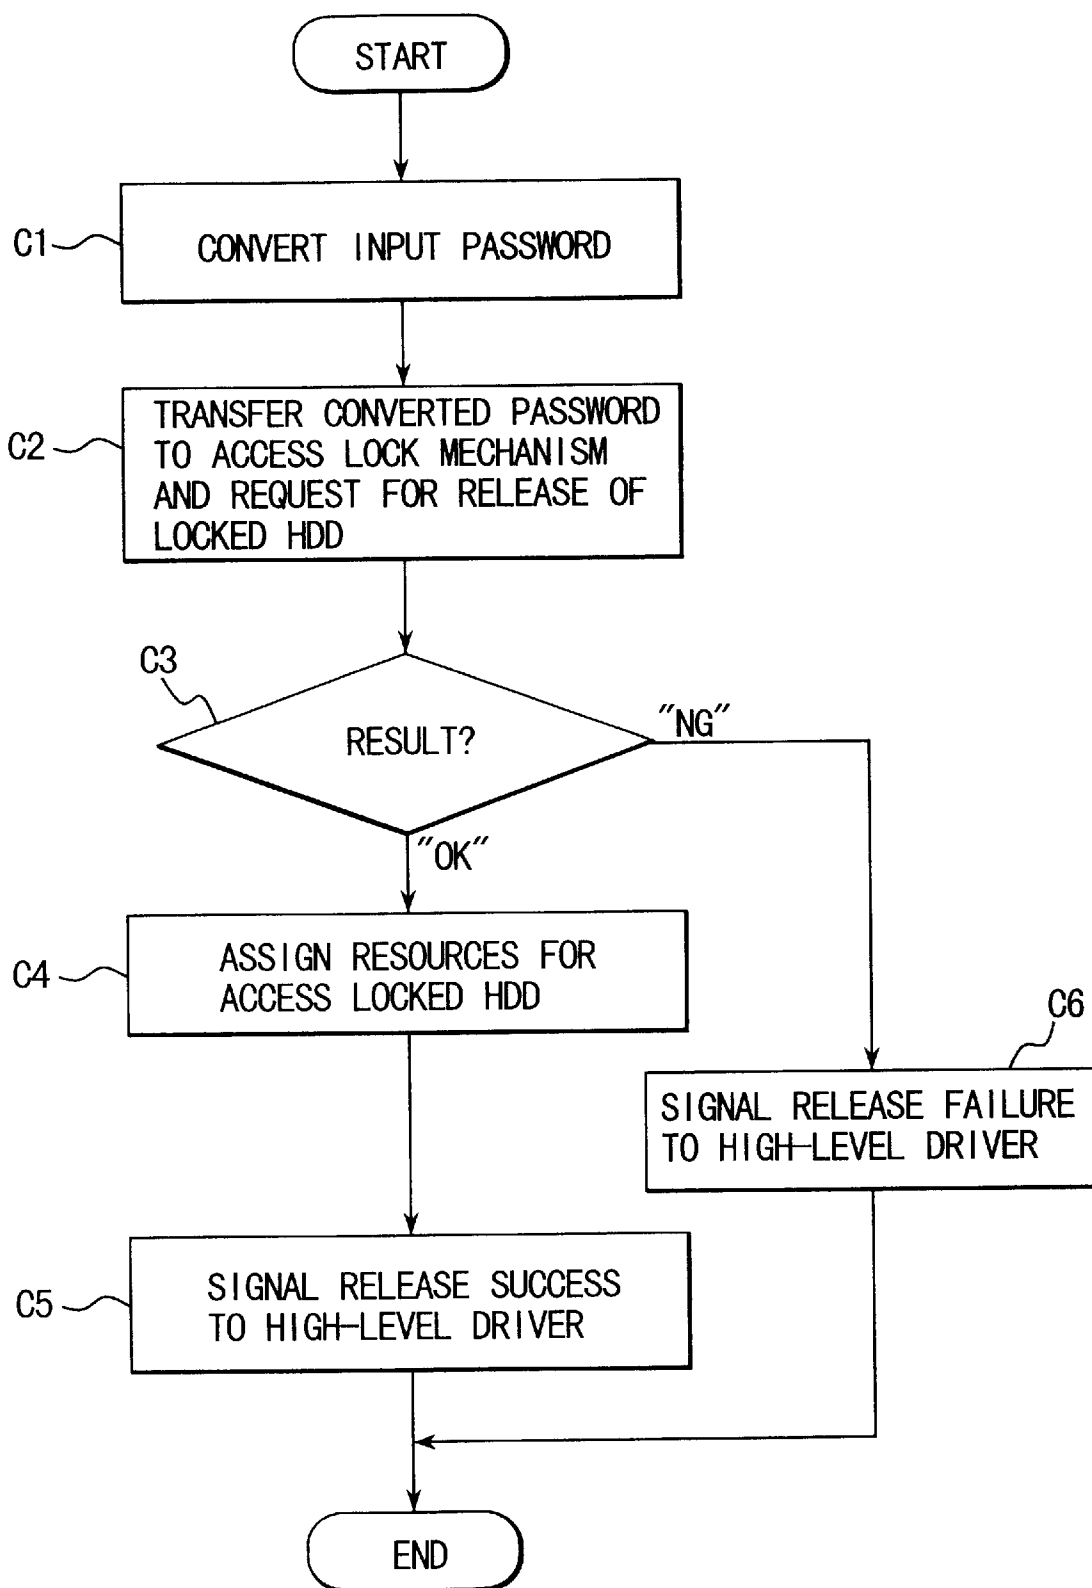 START
C1
CONVERT INPUT PASSWORD
C2
TRANSFER CONVERTED PASSWORD
TO ACCESS LOCK MECHANISM
AND REQUEST FOR RELEASE OF
LOCKED HDD
C3
RESULT?
"NG"
"OK"
C4
ASSIGN RESOURCES FOR
ACCESS LOCKED HDD
C6
SIGNAL RELEASE FAILURE
TO HIGH-LEVEL DRIVER
C5
SIGNAL RELEASE SUCCESS
TO HIGH-LEVEL DRIVER
END